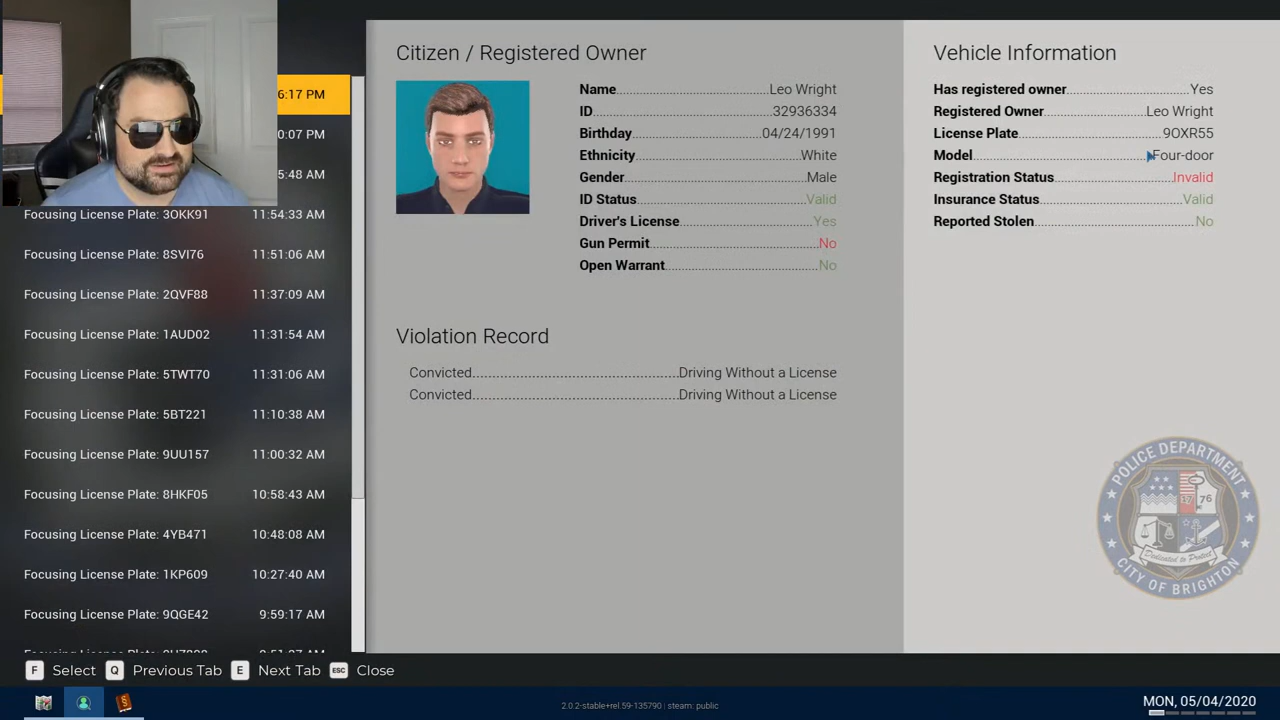 6:17 PM
0:07 PM
5:48 AM
Focusing License Plate: 3OKK91 11:54:33 AM
Focusing License Plate: 8SVI76 11:51:06 AM
Focusing License Plate: 2QVF88 11:37:09 AM
Focusing License Plate: 1AUD02 11:31:54 AM
Focusing License Plate: 5TWT70 11:31:06 AM
Focusing License Plate: 5BT221 11:10:38 AM
Focusing License Plate: 9UU157 11:00:32 AM
Focusing License Plate: 8HKF05 10:58:43 AM
Focusing License Plate: 4YB471 10:48:08 AM
Focusing License Plate: 1KP609 10:27:40 AM
Focusing License Plate: 9QGE42 9:59:17 AM
Citizen / Registered Owner
Name Leo Wright
ID 32936334
Birthday 04/24/1991
Ethnicity White
Gender Male
ID Status Valid
Driver's License Yes
Gun Permit No
Open Warrant No
Violation Record
Convicted Driving Without a License
Convicted Driving Without a License
Vehicle Information
Has registered owner Yes
Registered Owner Leo Wright
License Plate 9OXR55
Model Four-door
Registration Status Invalid
Insurance Status Valid
Reported Stolen No
POLICE DEPARTMENT
17 76
Dedicated to Protect
CITY OF BRIGHTON
F Select Q Previous Tab E Next Tab ESC Close
2.0.2-stable+rel.59-135790 | steam: public
MON, 05/04/2020